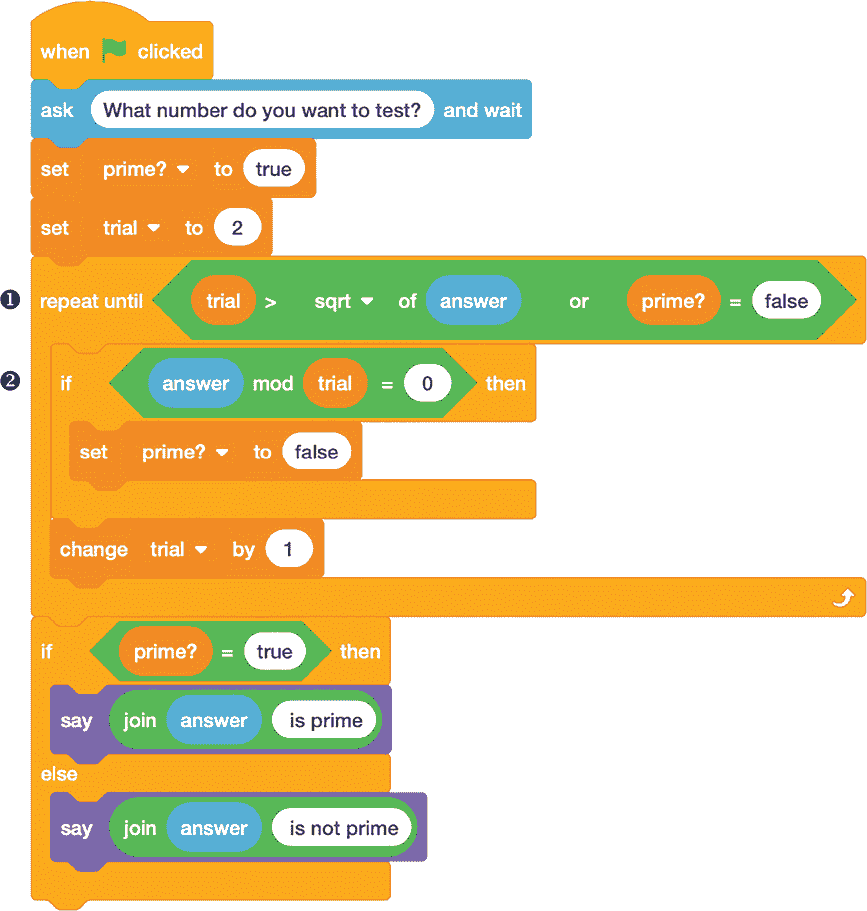 when clicked
ask What number do you want to test? and wait
set prime? to true
set trial to 2
❶ repeat until trial > sqrt of answer or prime? = false
❷ if answer mod trial = 0 then
set prime? to false
change trial by 1
if prime? = true then
say join answer is prime
else
say join answer is not prime